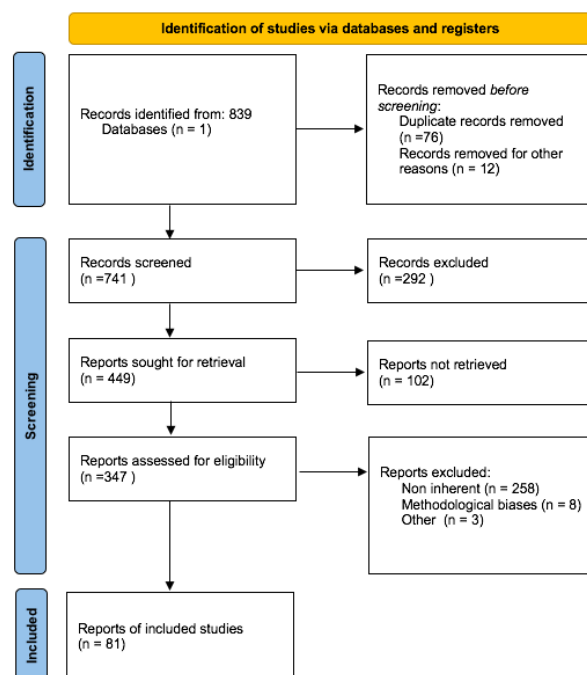 Identification of studies via databases and registers
Identification
Records identified from: 839
Databases (n = 1)
Records removed before
screening:
Duplicate records removed
(n =76)
Records removed for other
reasons (n = 12)
Screening
Records screened
(n =741 )
Records excluded
(n =292 )
Reports sought for retrieval
(n = 449)
Reports not retrieved
(n = 102)
Reports assessed for eligibility
(n =347 )
Reports excluded:
Non inherent (n = 258)
Methodological biases (n = 8)
Other  (n = 3)
Included
Reports of included studies
(n = 81)